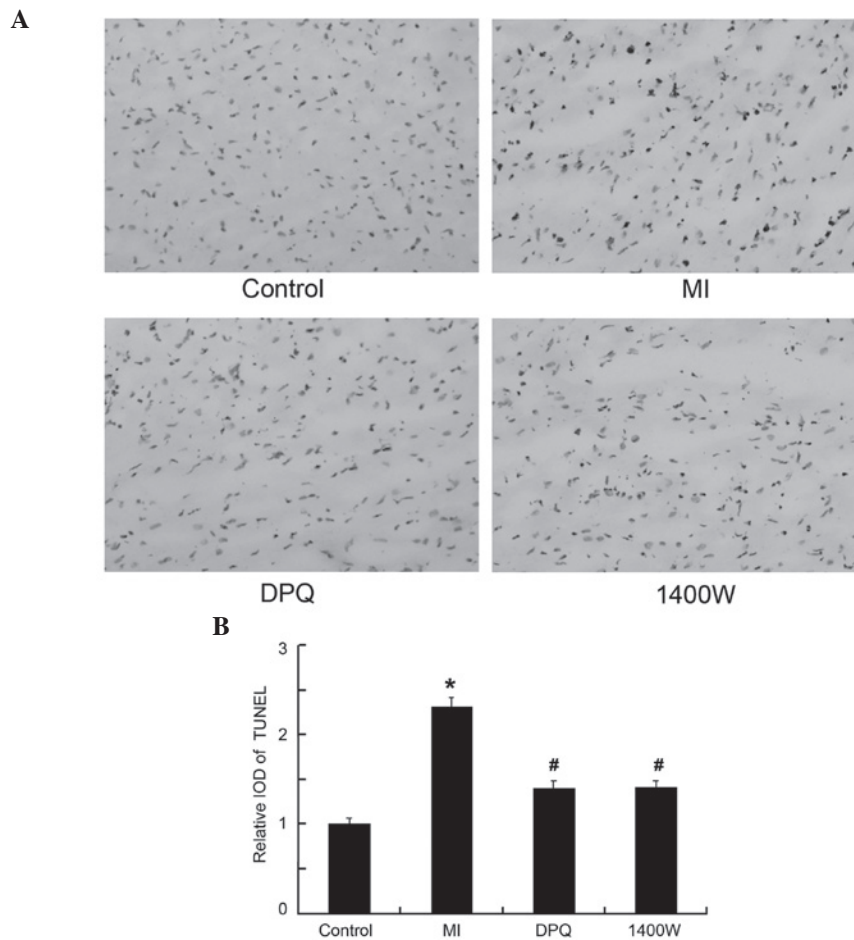 A
Control
MI
DPQ
1400W
B
Relative IOD of TUNEL
3
2
1
0
*
#
#
Control
MI
DPQ
1400W